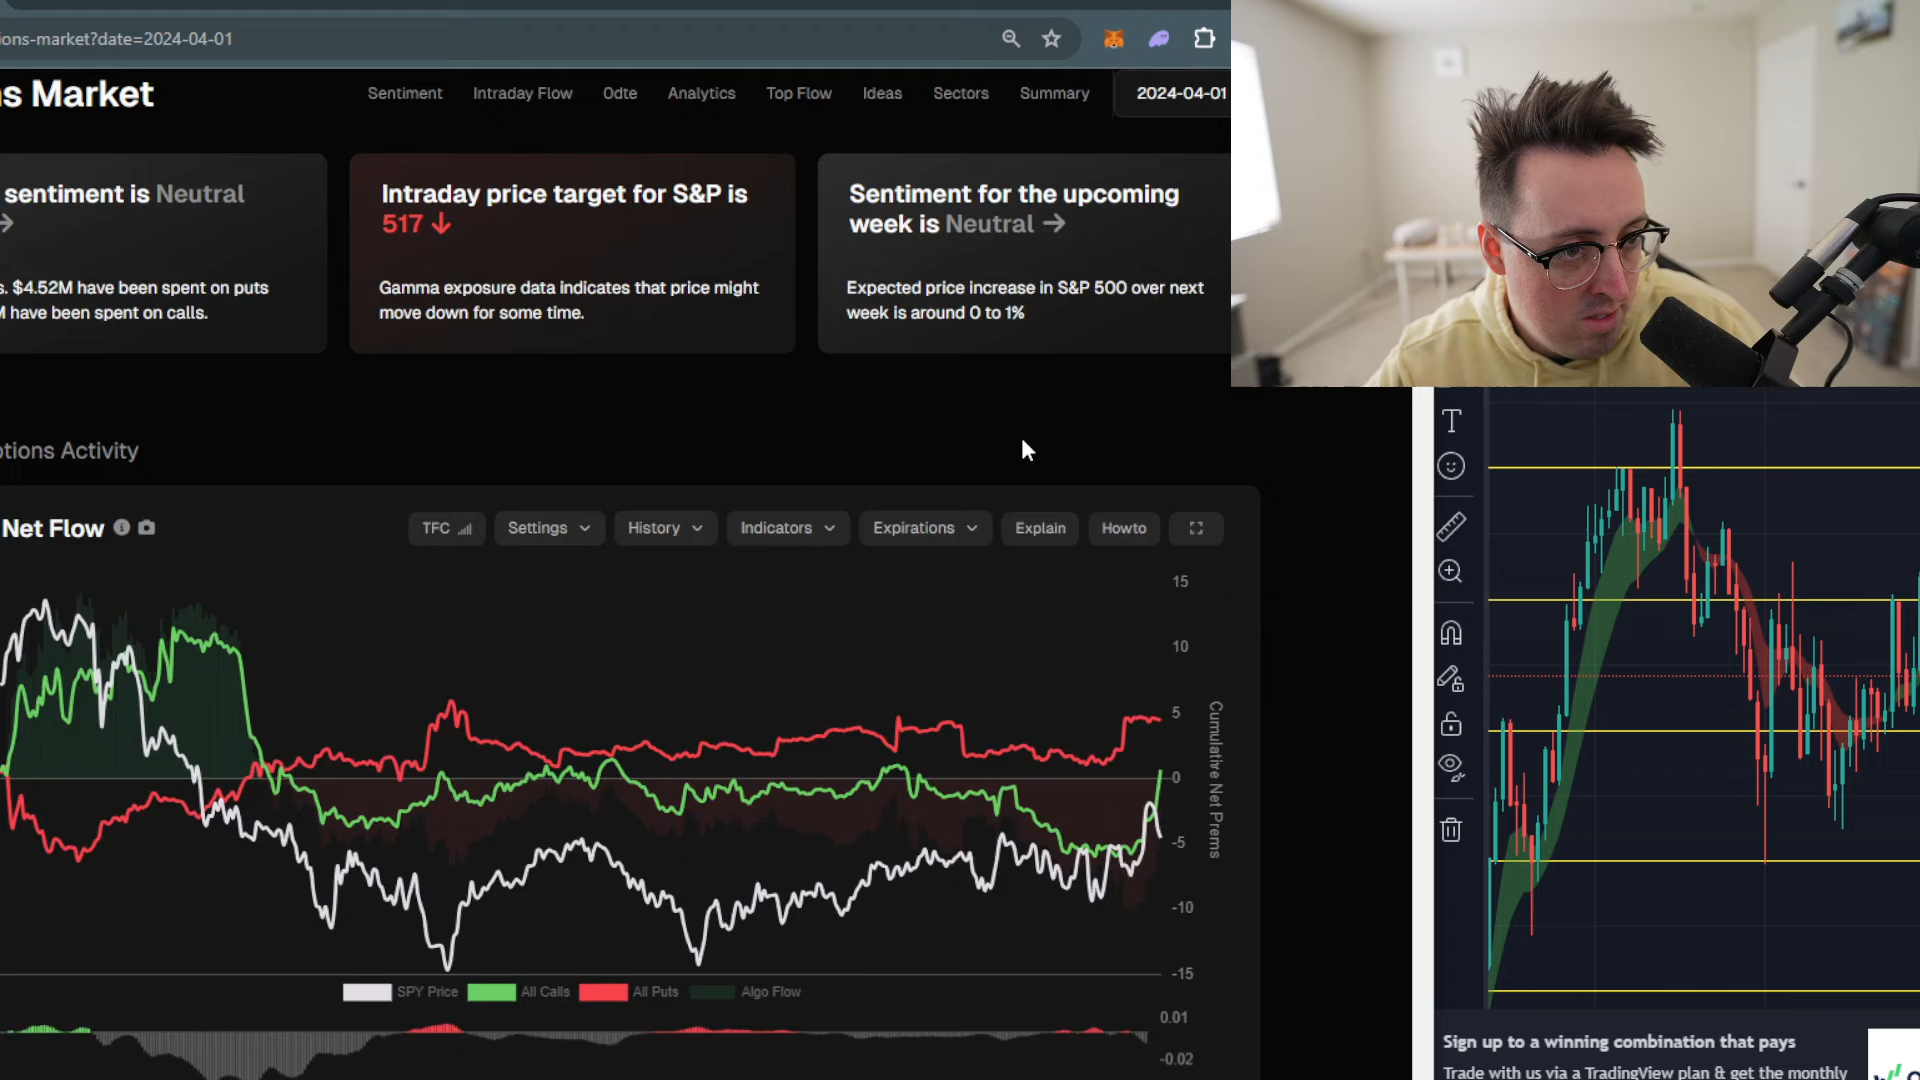 ions-market?date=2024-04-01
s Market
Sentiment Intraday Flow Odte Analytics Top Flow Ideas Sectors Summary 2024-04-01
sentiment is Neutral
→
s. $4.52M have been spent on puts
M have been spent on calls.
Intraday price target for S&P is
517 ↓
Gamma exposure data indicates that price might
move down for some time.
Sentiment for the upcoming
week is Neutral →
Expected price increase in S&P 500 over next
week is around 0 to 1%
ptions Activity
Net Flow
TFC Settings History Indicators Expirations Explain Howto
15
10
5
0
-5
-10
-15
Cumulative Net Prems
SPY Price All Calls All Puts Algo Flow
0.01
-0.02
Sign up to a winning combination that pays
Trade with us via a TradingView plan & get the monthly